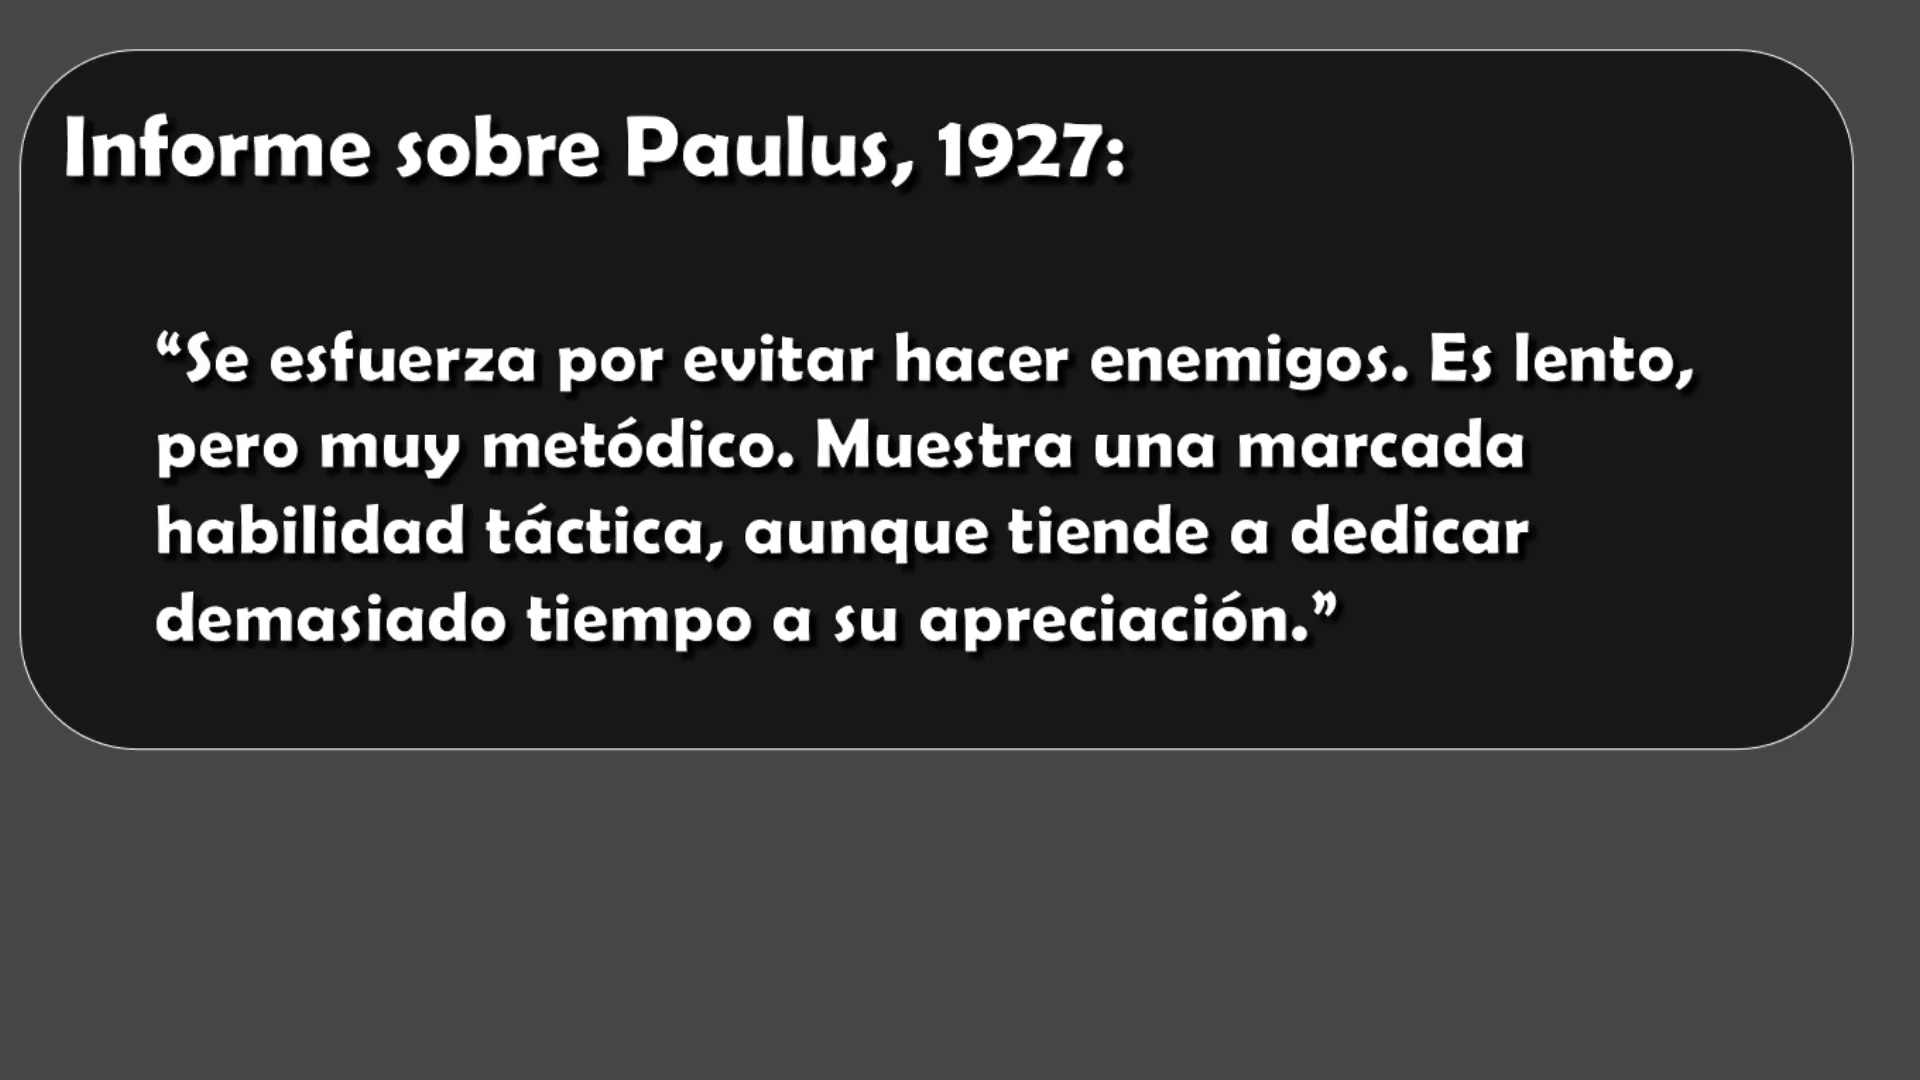 Informe sobre Paulus, 1927:
“Se esfuerza por evitar hacer enemigos. Es lento,
pero muy metódico. Muestra una marcada
habilidad táctica, aunque tiende a dedicar
demasiado tiempo a su apreciación.”